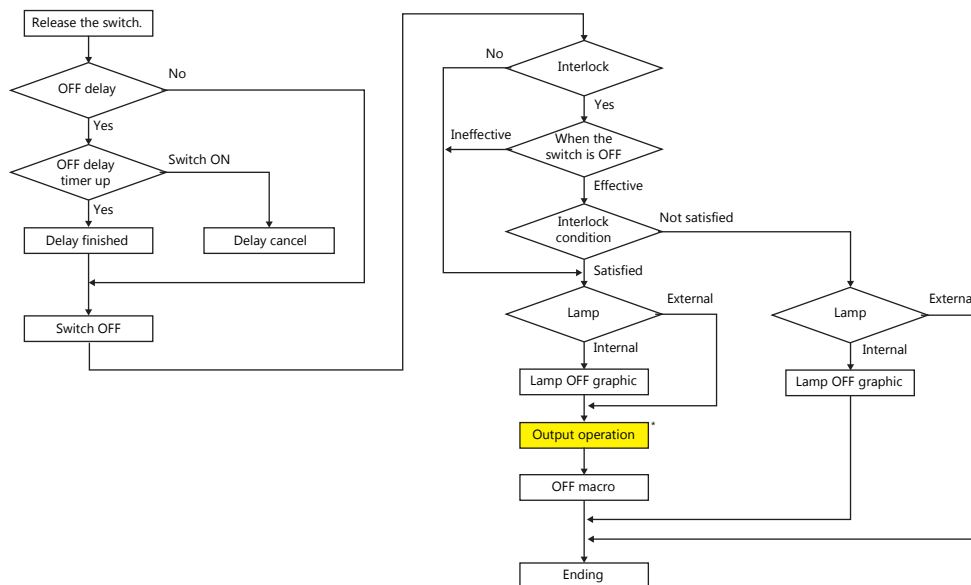 Release the switch.
OFF delay
No
Yes
OFF delay
timer up
Switch ON
Yes
Delay finished
Delay cancel
Switch OFF
Interlock
No
Yes
When the
switch is OFF
Ineffective
Effective
Interlock
condition
Not satisfied
Satisfied
Lamp
External
Internal
Lamp OFF graphic
Output operation
*
OFF macro
Ending
Lamp
External
Internal
Lamp OFF graphic